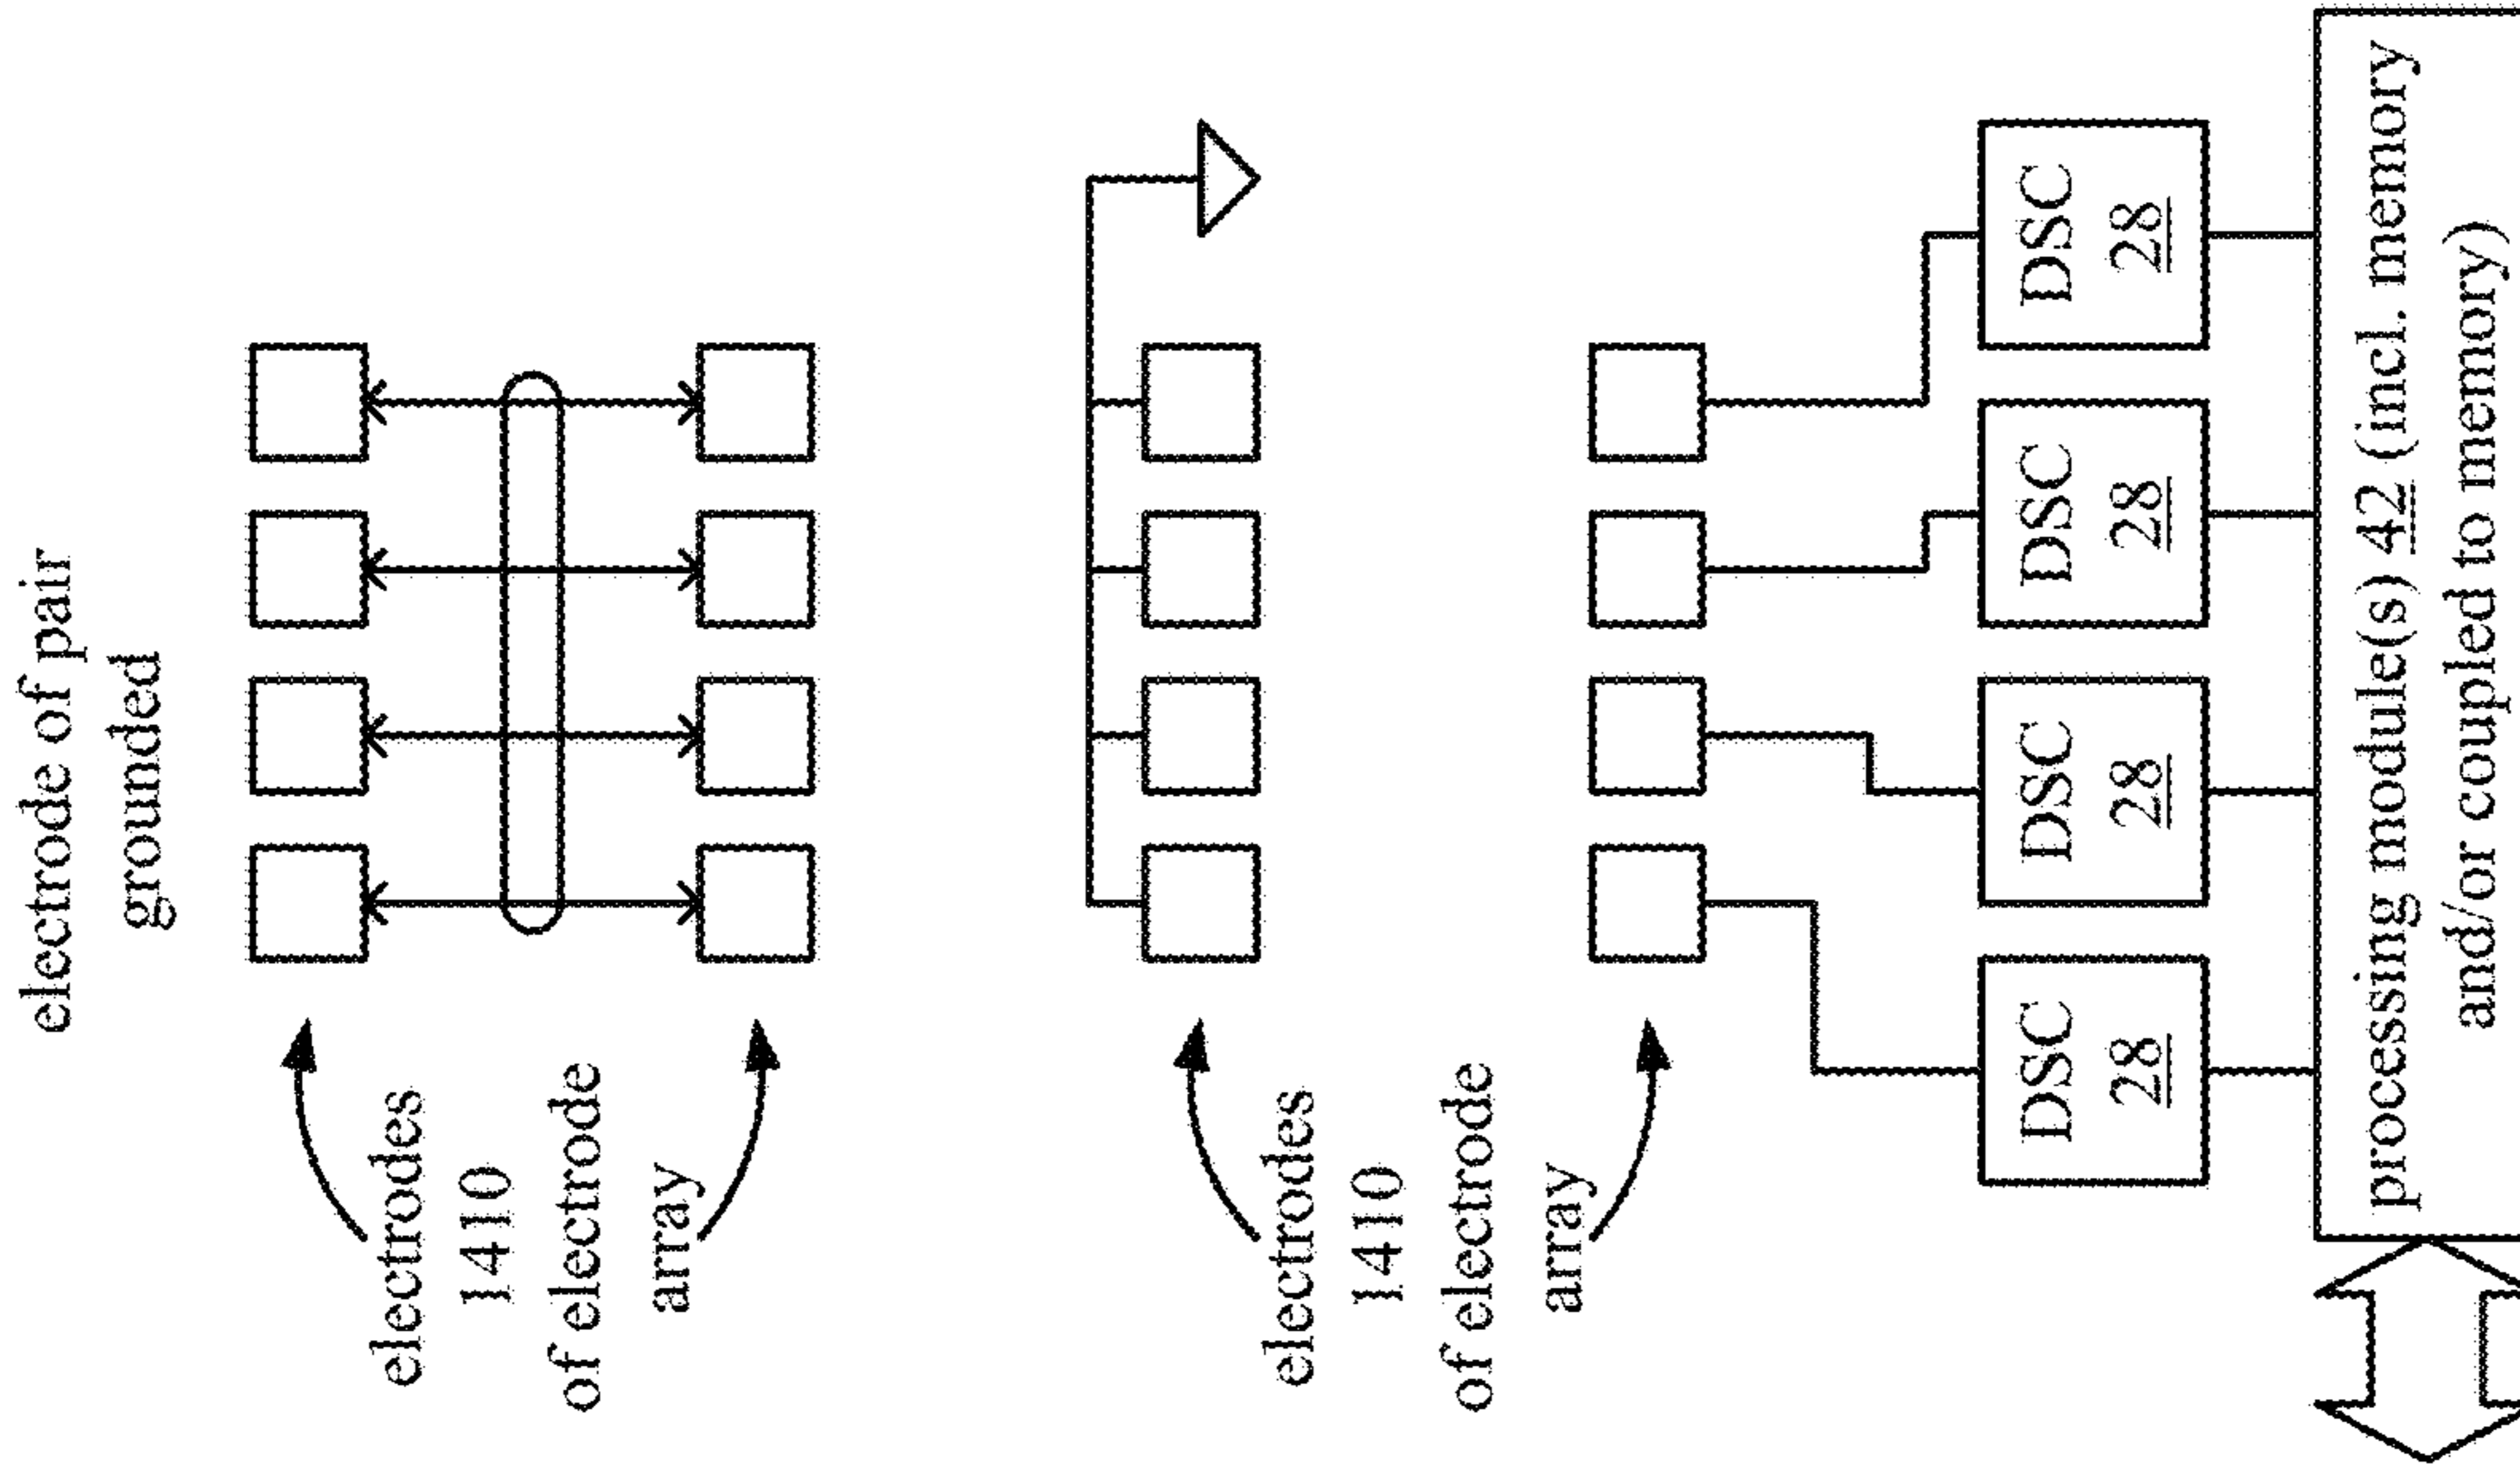 electrode of pair
grounded
electrodes
1410
of electrode
array
electrodes
1410
of electrode
array
DSC
28
DSC
28
DSC
28
DSC
28
processing module(s) 42 (incl. memory
and/or coupled to memory)